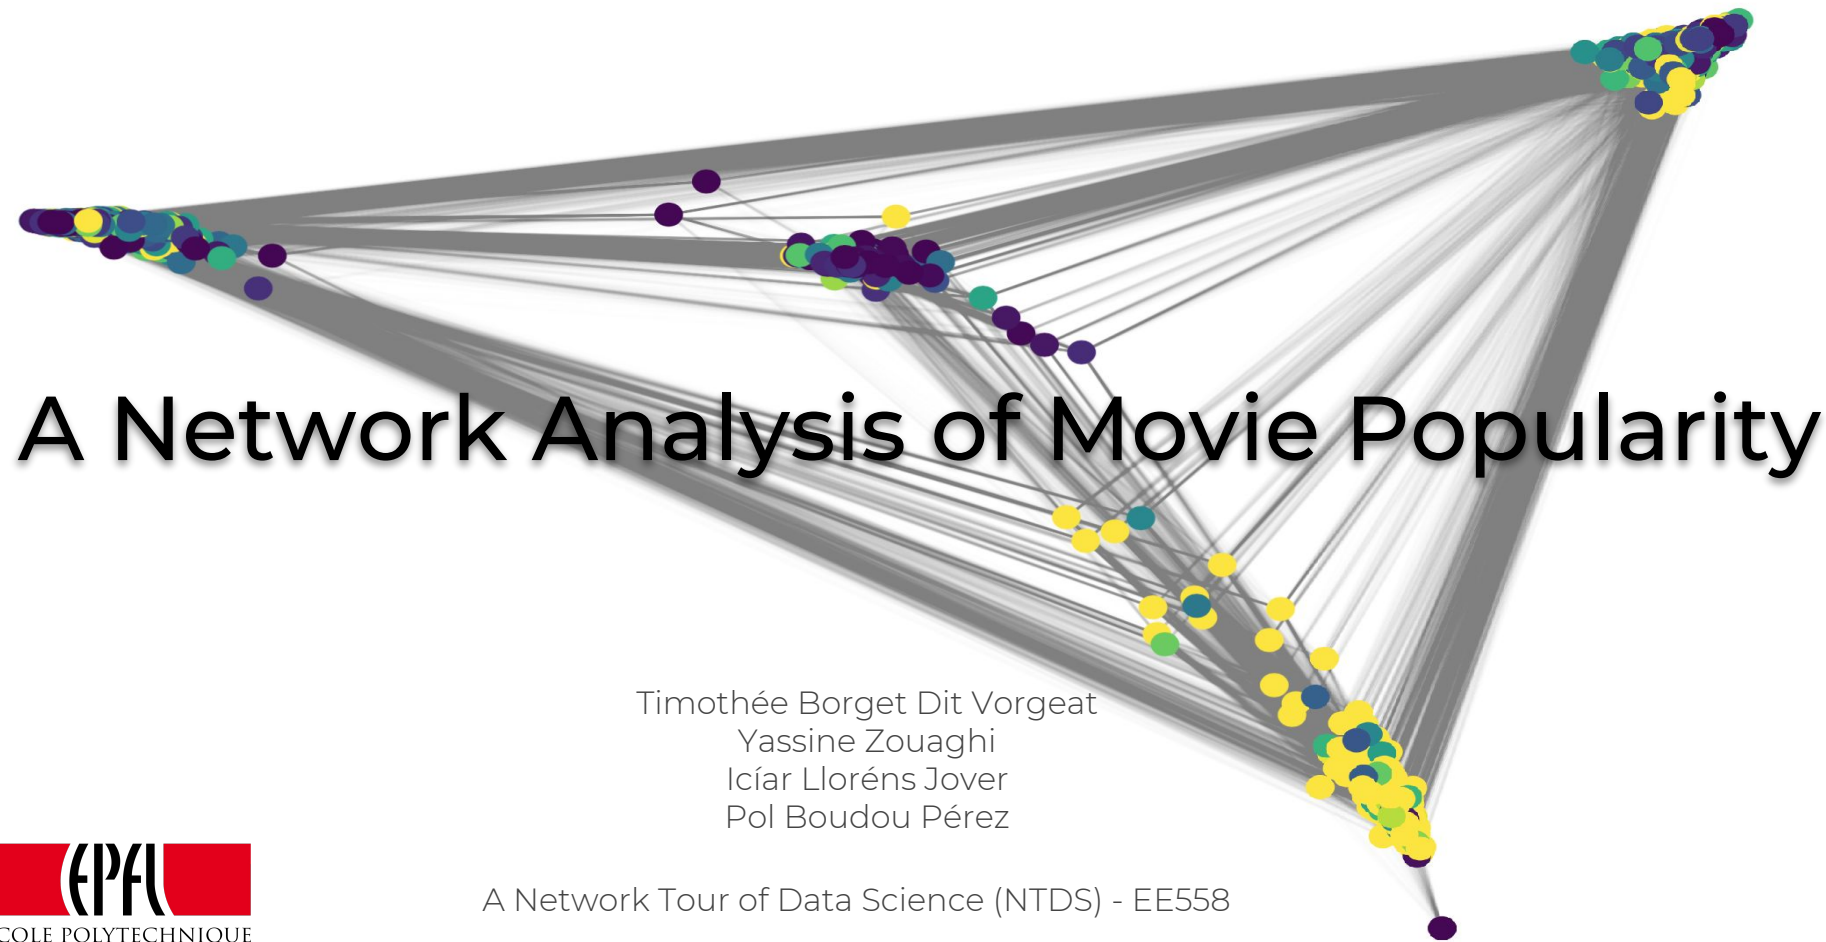 A Network Analysis of Movie Popularity
Timothée Borget Dit Vorgeat
Yassine Zouaghi
Icíar Lloréns Jover
Pol Boudou Pérez
A Network Tour of Data Science (NTDS) - EE558
EPFL
COLE POLYTECHNIQUE